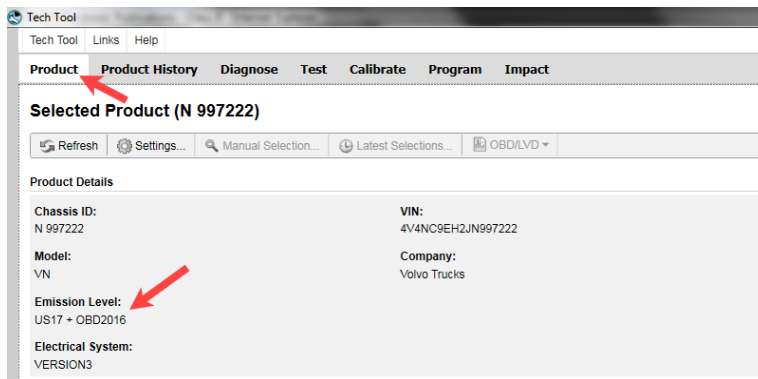 Tech Tool
Tech Tool Links Help
Product Product History Diagnose Test Calibrate Program Impact
Selected Product (N 997222)
Refresh Settings... Manual Selection... Latest Selections... OBD/LVD
Product Details
Chassis ID: VIN:
N 997222 4V4NC9EH2JN997222
Model: Company:
VN Volvo Trucks
Emission Level:
US17 + OBD2016
Electrical System:
VERSION3